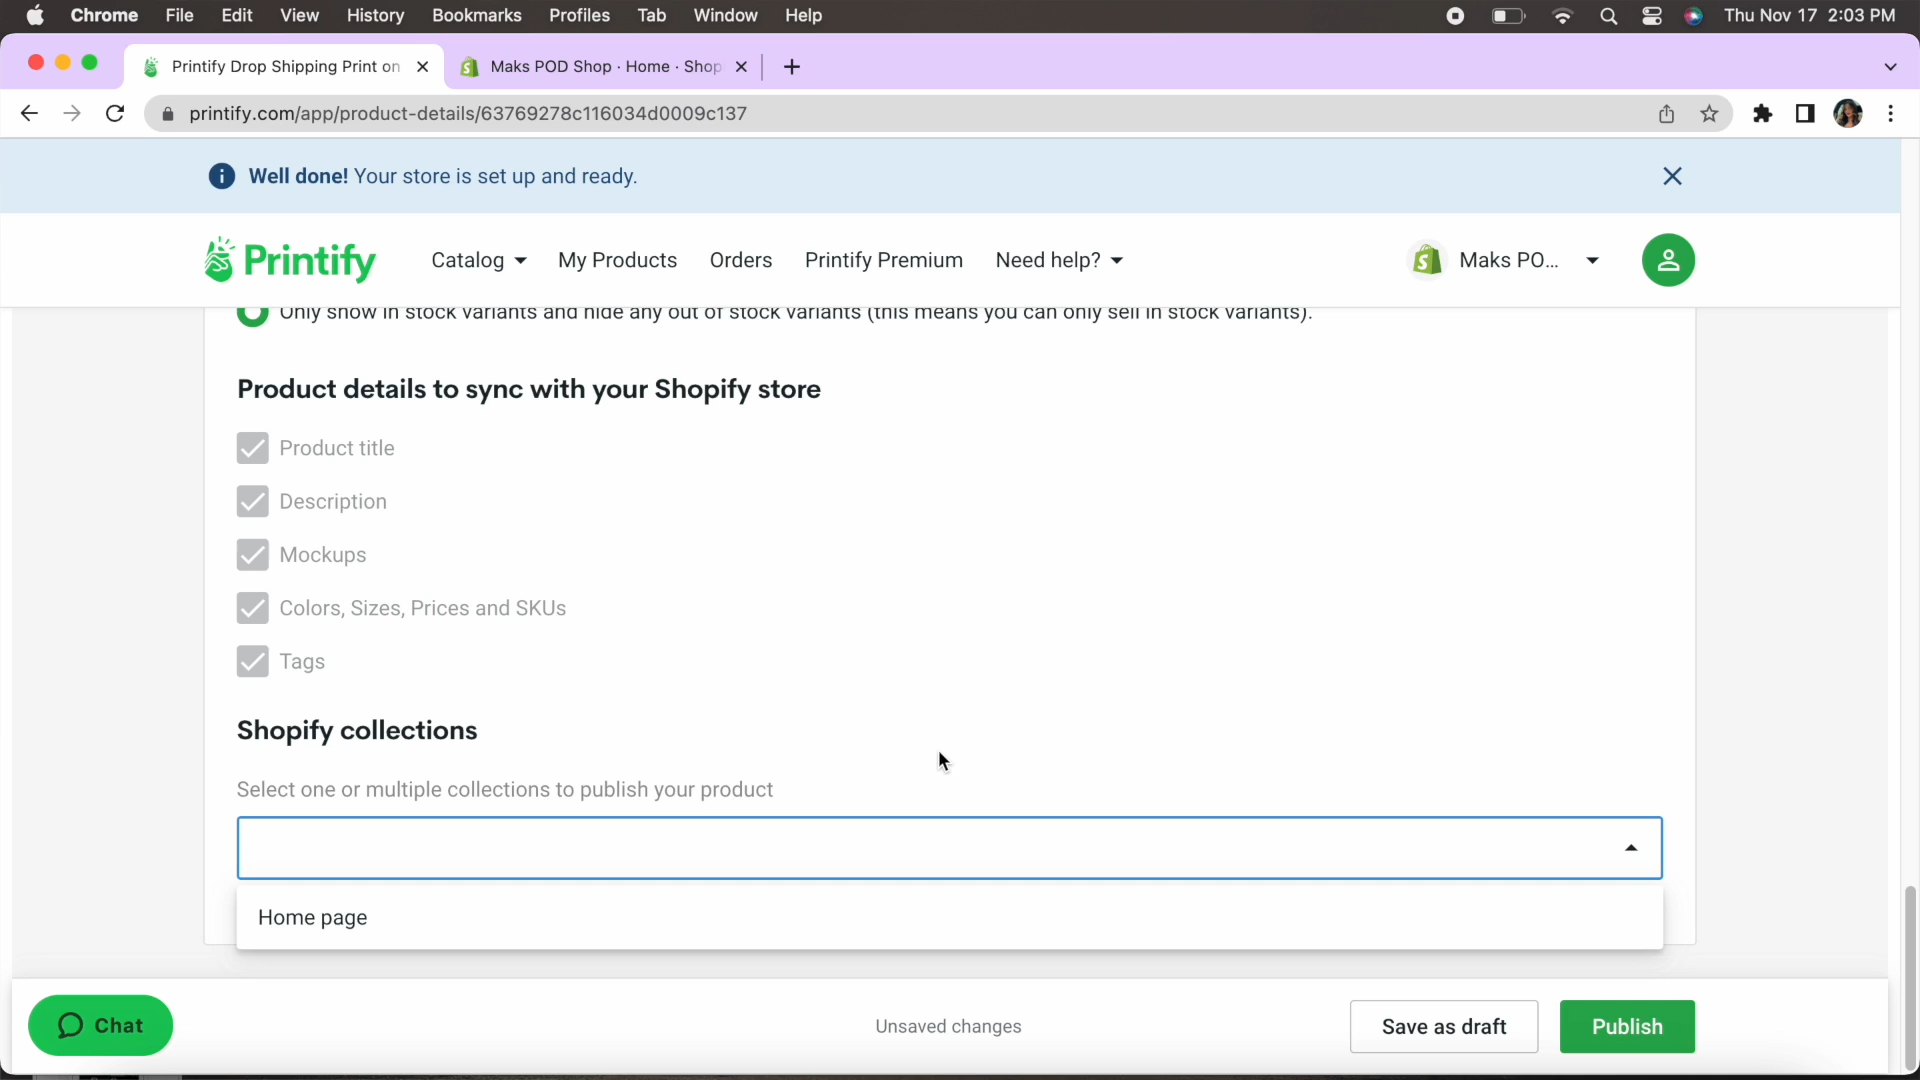 Chrome File Edit View History Bookmarks Profiles Tab Window Help Thu Nov 17 2:03 PM
Printify Drop Shipping Print on Maks POD Shop · Home · Shop
printify.com/app/product-details/63769278c116034d0009c137
Well done! Your store is set up and ready.
Printify Catalog My Products Orders Printify Premium Need help? Maks PO...
Only show in stock variants and hide any out of stock variants (this means you can only sell in stock variants).
Product details to sync with your Shopify store
Product title
Description
Mockups
Colors, Sizes, Prices and SKUs
Tags
Shopify collections
Select one or multiple collections to publish your product
Home page
Chat Unsaved changes Save as draft Publish